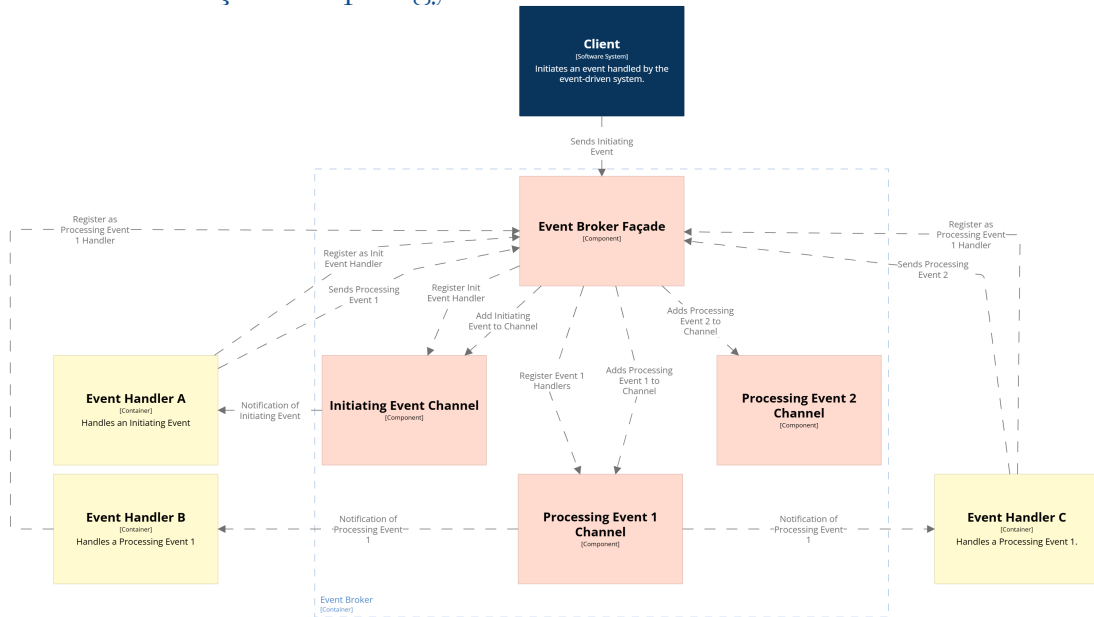 Client
[Software System]
Initiates an event handled by the
event-driven system.
Sends Initiating
Event
Event Broker Façade
[Component]
Register as
Processing Event
1 Handler
Register as Init
Event Handler
Sends Processing
Event 1
Register Init
Event Handler
Add Initiating
Event to Channel
Adds Processing
Event 2 to
Channel
Register as
Processing Event
1 Handler
Sends Processing
Event 2
Register Event 1
Handlers
Adds Processing
Event 1 to
Channel
Event Handler A
[Container]
Handles an Initiating Event
Notification of
Initiating Event
Initiating Event Channel
[Component]
Processing Event 2
Channel
[Component]
Event Handler B
[Container]
Handles a Processing Event 1
Notification of
Processing Event
1
Processing Event 1
Channel
[Component]
Notification of
Processing Event
1
Event Handler C
[Container]
Handles a Processing Event 1.
Event Broker
[Container]